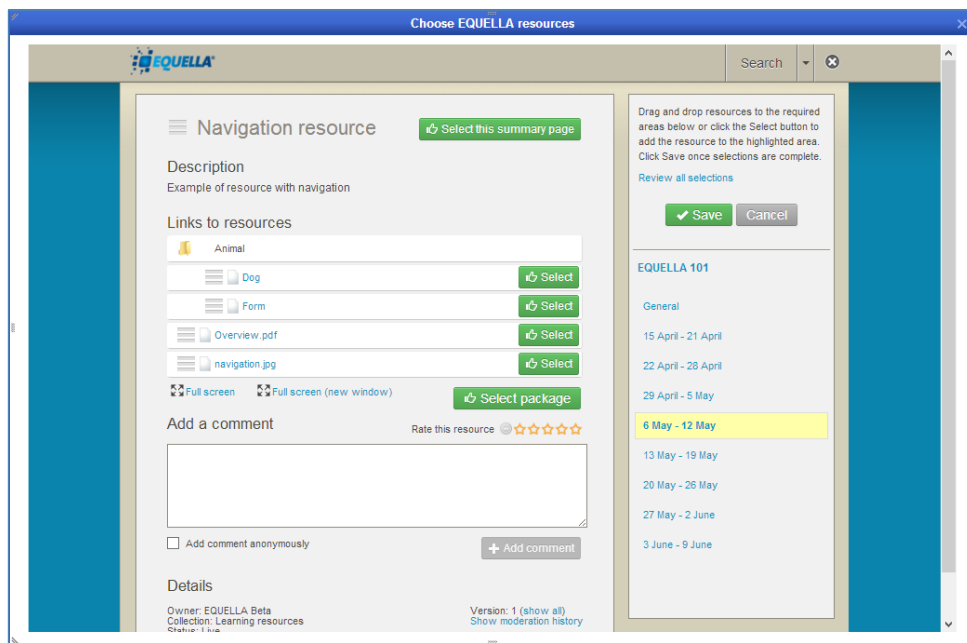 Choose EQUELLA resources
EQUELLA
Search
Navigation resource
Select this summary page
Description
Example of resource with navigation
Links to resources
Animal
Dog
Select
Form
Select
Overview.pdf
Select
navigation.jpg
Select
Full screen
Full screen (new window)
Select package
Add a comment
Rate this resource
Add comment anonymously
Add comment
Details
Owner: EQUELLA Beta
Version: 1 (show all)
Collection: Learning resources
Show moderation history
Status: Live
Drag and drop resources to the required
areas below or click the Select button to
add the resource to the highlighted area.
Click Save once selections are complete.
Review all selections
Save
Cancel
EQUELLA 101
General
15 April - 21 April
22 April - 28 April
29 April - 5 May
6 May - 12 May
13 May - 19 May
20 May - 26 May
27 May - 2 June
3 June - 9 June